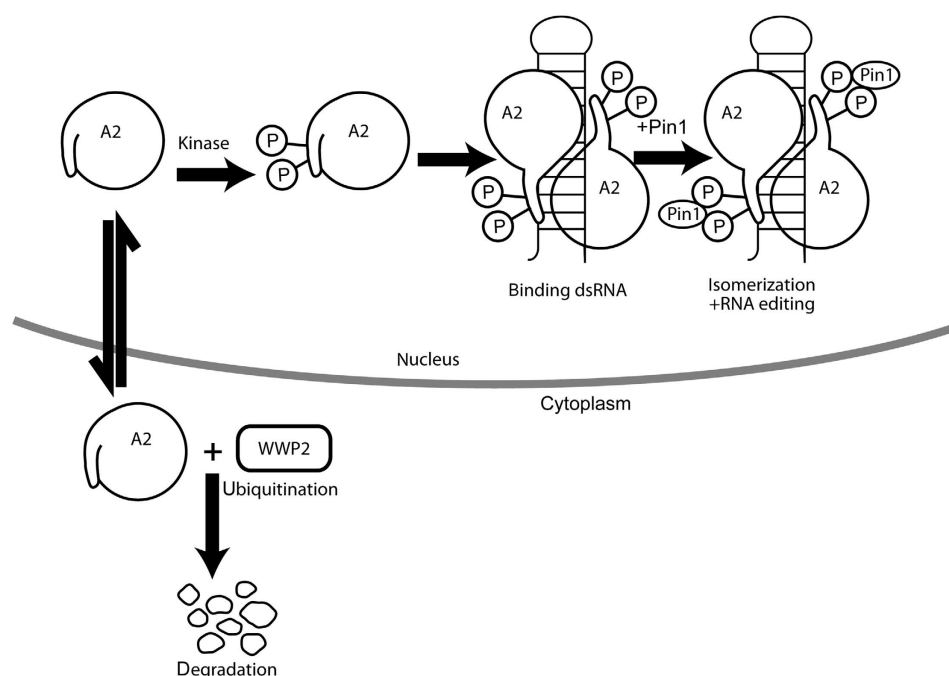 A2
Kinase
P
P
A2
A2
P
P
+Pin1
A2
P
P
Binding dsRNA
A2
P
Pin1
P
A2
P
Pin1
P
Isomerization
+RNA editing
Nucleus
Cytoplasm
A2
+
WWP2
Ubiquitination
Degradation